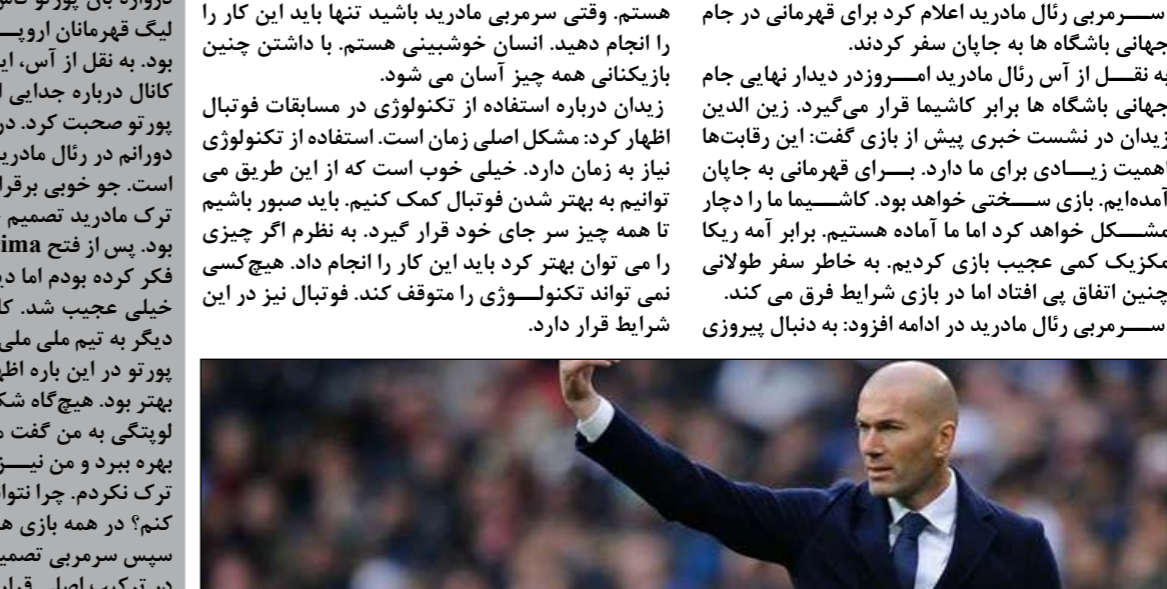 ســـرمربی رئال مادرید اعلام کرد برای قهرمانی در جام
جهانی باشگاه ها به جاپان سفر کردند.
به نقـــل از آس رئال مادرید امـــروزدر دیدار نهایی جام
جهانی باشگاه ها برابر کاشیما قرار می‌گیرد. زین الدین
زیدان در نشست خبری پیش از بازی گفت: این رقابت‌ها
اهمیت زیـــادی برای ما دارد. بـــرای قهرمانی به جاپان
آمده‌ایم. بازی ســـختی خواهد بود. کاشـــیما ما را دچار
مشـــکل خواهد کرد اما ما آماده هستیم. برابر آمه ریکا
مکزیک کمی عجیب بازی کردیم. به خاطر سفر طولانی
چنین اتفاق پی افتاد اما در بازی شرایط فرق می کند.
ســـرمربی رئال مادرید در ادامه افزود: به دنبال پیروزی
هستم. وقتی سرمربی مادرید باشید تنها باید این کار را
را انجام دهید. انسان خوشبینی هستم. با داشتن چنین
بازیکنانی همه چیز آسان می شود.
زیدان درباره استفاده از تکنولوژی در مسابقات فوتبال
اظهار کرد: مشکل اصلی زمان است. استفاده از تکنولوژی
نیاز به زمان دارد. خیلی خوب است که از این طریق می
توانیم به بهتر شدن فوتبال کمک کنیم. باید صبور باشیم
تا همه چیز سر جای خود قرار گیرد. به نظرم اگر چیزی
را می توان بهتر کرد باید این کار را انجام داد. هیچ‌کسی
نمی تواند تکنولـــوژی را متوقف کند. فوتبال نیز در این
شرایط قرار دارد.
دروازه بان پورتو
لیگ قهرمانان اروپـــ
بود. به نقل از آس،
کانال درباره جدایی
پورتو صحبت کرد. در
دورانم در رئال مادرید
است. جو خوبی
ترک مادرید تصمیم
بود. پس از فتح ima
فکر کرده بودم اما
خیلی عجیب شد.
دیگر به تیم ملی ملی
پورتو در این باره
بهتر بود. هیچ‌گاه
لوپتگی به من گفت
بهره ببرد و من نیـــز
ترک نکردم. چرا
کنم؟ در همه بازی
سپس سرمربی
در ترکیب اصلی